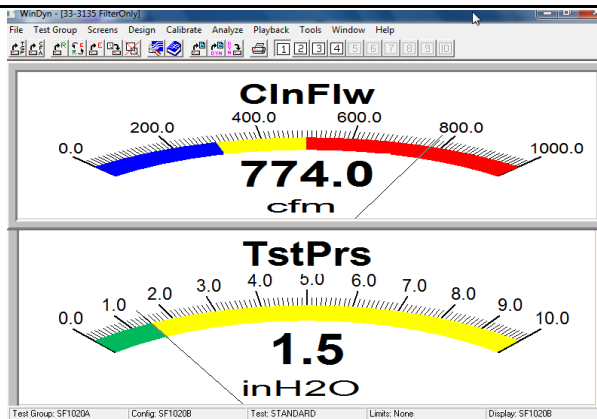 WinDyn - [33-3135 FilterOnly]
File Test Group Screens Design Calibrate Analyze Playback Tools Window Help
1 2 3 4 5 6 7 8 9 10
ClnFlw
0.0 200.0 400.0 600.0 800.0 1000.0
774.0
cfm
TstPrs
0.0 1.0 2.0 3.0 4.0 5.0 6.0 7.0 8.0 9.0 10.0
1.5
inH2O
Test Group: SF1020A Config: SF1020B Test: STANDARD Limits: None Display: SF1020B